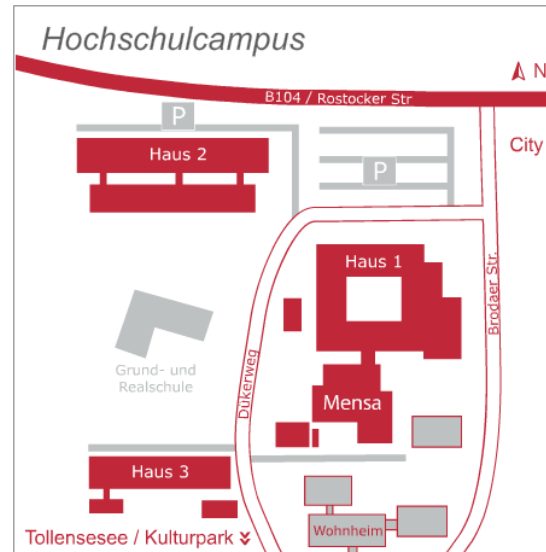 Hochschulcampus
N
B104 / Rostocker Str
P
City
Haus 2
P
Haus 1
Brodaer Str.
Grund- und
Realschule
Dükerweg
Mensa
Haus 3
Wohnheim
Tollensesee / Kulturpark